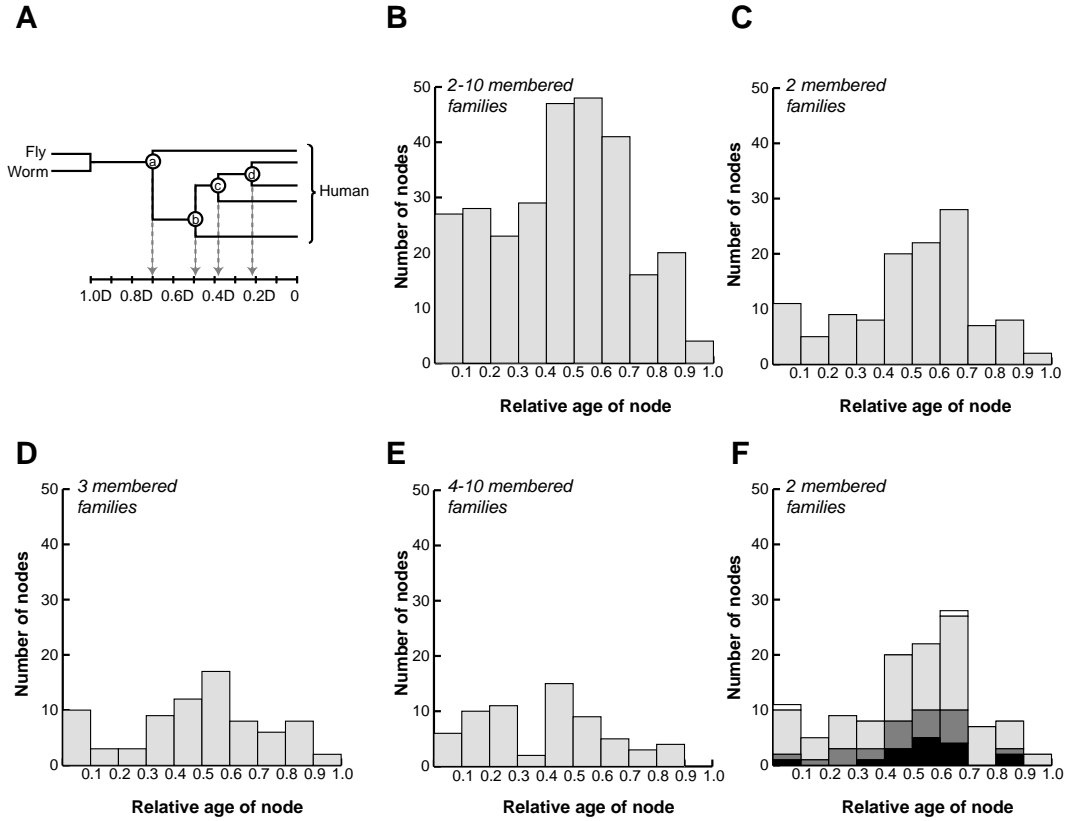 A
Fly
Worm
a
b
c
d
Human
1.0D 0.8D 0.6D 0.4D 0.2D 0
B
2-10 membered
families
Number of nodes
50
40
30
20
10
0
0.1 0.2 0.3 0.4 0.5 0.6 0.7 0.8 0.9 1.0
Relative age of node
C
2 membered
families
Number of nodes
50
40
30
20
10
0
0.1 0.2 0.3 0.4 0.5 0.6 0.7 0.8 0.9 1.0
Relative age of node
D
3 membered
families
Number of nodes
50
40
30
20
10
0
0.1 0.2 0.3 0.4 0.5 0.6 0.7 0.8 0.9 1.0
Relative age of node
E
4-10 membered
families
Number of nodes
50
40
30
20
10
0
0.1 0.2 0.3 0.4 0.5 0.6 0.7 0.8 0.9 1.0
Relative age of node
F
2 membered
families
Number of nodes
50
40
30
20
10
0
0.1 0.2 0.3 0.4 0.5 0.6 0.7 0.8 0.9 1.0
Relative age of node